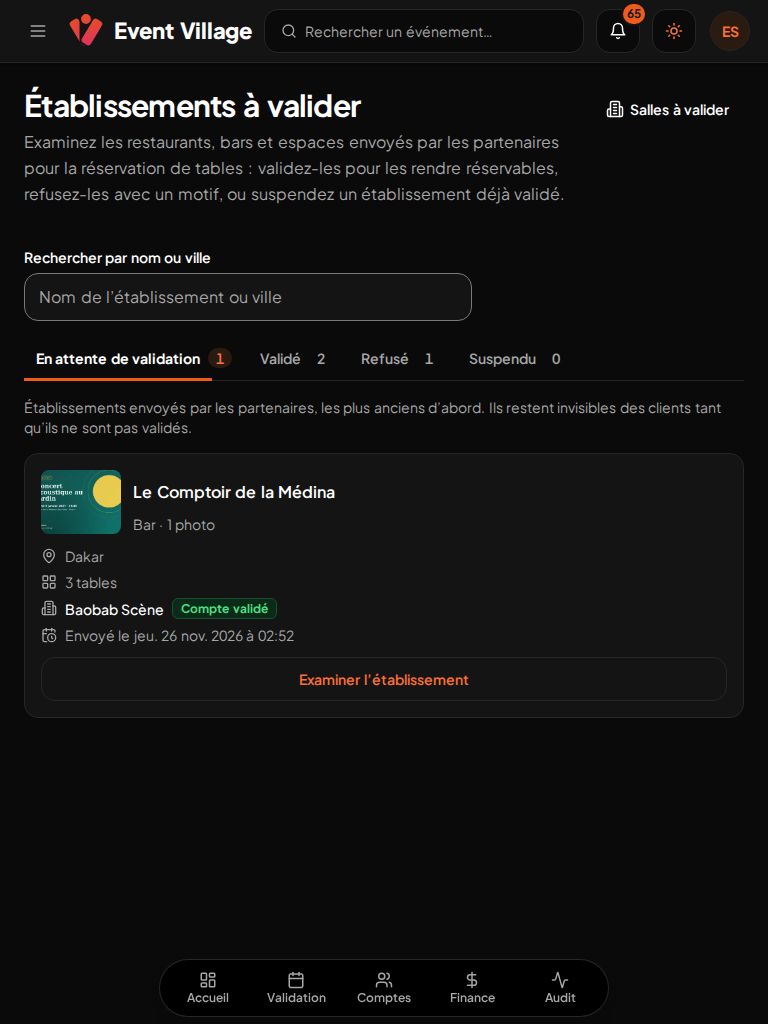 Event Village
Rechercher un événement...
65
ES
Établissements à valider
Salles à valider
Examinez les restaurants, bars et espaces envoyés par les partenaires
pour la réservation de tables : validez-les pour les rendre réservables,
refusez-les avec un motif, ou suspendez un établissement déjà validé.
Rechercher par nom ou ville
Nom de l’établissement ou ville
En attente de validation 1 Validé 2 Refusé 1 Suspendu 0
Établissements envoyés par les partenaires, les plus anciens d’abord. Ils restent invisibles des clients tant
qu’ils ne sont pas validés.
Le Comptoir de la Médina
Bar · 1 photo
Dakar
3 tables
Baobab Scène Compte validé
Envoyé le jeu. 26 nov. 2026 à 02:52
Examiner l’établissement
Accueil Validation Comptes Finance Audit